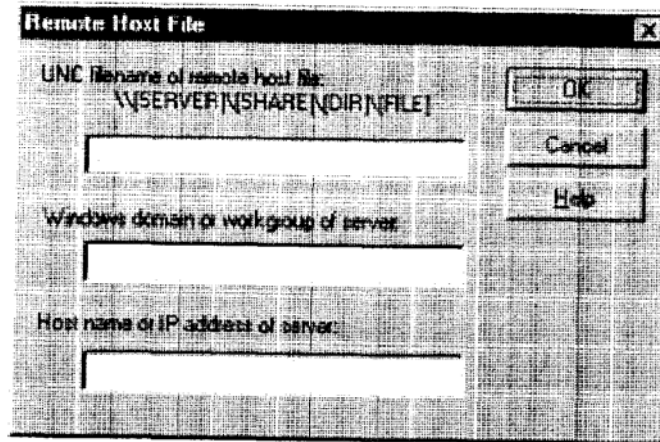 Remote Host File
UNC filename of remote host file:
\\[SERVER]\[SHARE]\[DIR]\[FILE]
OK
Cancel
Help
Windows domain or workgroup of server:
Host name or IP address of server: